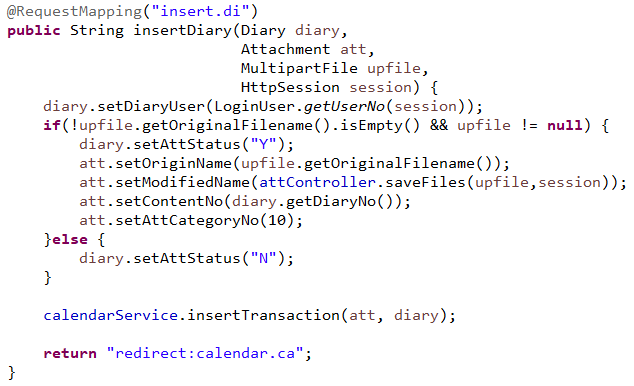 @RequestMapping("insert.di")
public String insertDiary(Diary diary,
                          Attachment att,
                          MultipartFile upfile,
                          HttpSession session) {
    diary.setDiaryUser(LoginUser.getUserNo(session));
    if(!upfile.getOriginalFilename().isEmpty() && upfile != null) {
        diary.setAttStatus("Y");
        att.setOriginName(upfile.getOriginalFilename());
        att.setModifiedName(attController.saveFiles(upfile,session));
        att.setContentNo(diary.getDiaryNo());
        att.setAttCategoryNo(10);
    }else {
        diary.setAttStatus("N");
    }

    calendarService.insertTransaction(att, diary);

    return "redirect:calendar.ca";
}